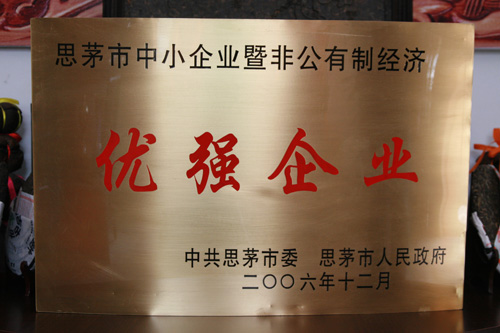 思茅市中小企业暨非公有制经济
优强企业
中共思茅市委 思茅市人民政府
二〇〇六年十二月